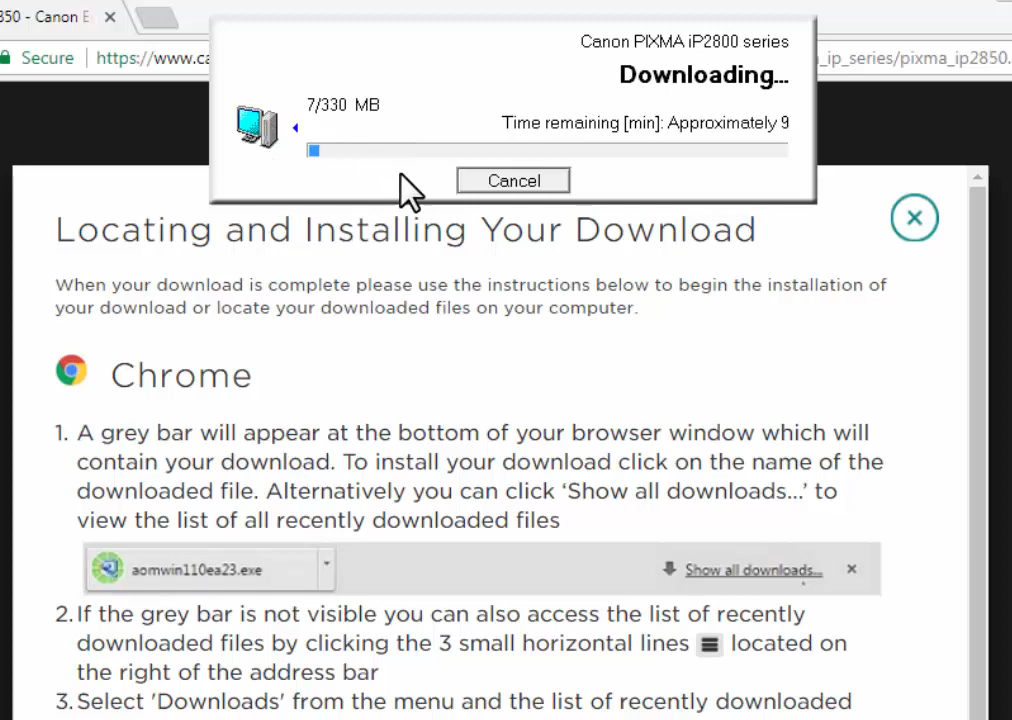 350 - Canon E
Secure https://www.ca
_ip_series/pixma_ip2850.
Canon PIXMA iP2800 series
Downloading...
7/330 MB
Time remaining [min]: Approximately 9
Cancel
Locating and Installing Your Download
When your download is complete please use the instructions below to begin the installation of
your download or locate your downloaded files on your computer.
Chrome
1. A grey bar will appear at the bottom of your browser window which will
contain your download. To install your download click on the name of the
downloaded file. Alternatively you can click ‘Show all downloads...’ to
view the list of all recently downloaded files
aomwin110ea23.exe Show all downloads...
2. If the grey bar is not visible you can also access the list of recently
downloaded files by clicking the 3 small horizontal lines located on
the right of the address bar
3. Select 'Downloads' from the menu and the list of recently downloaded